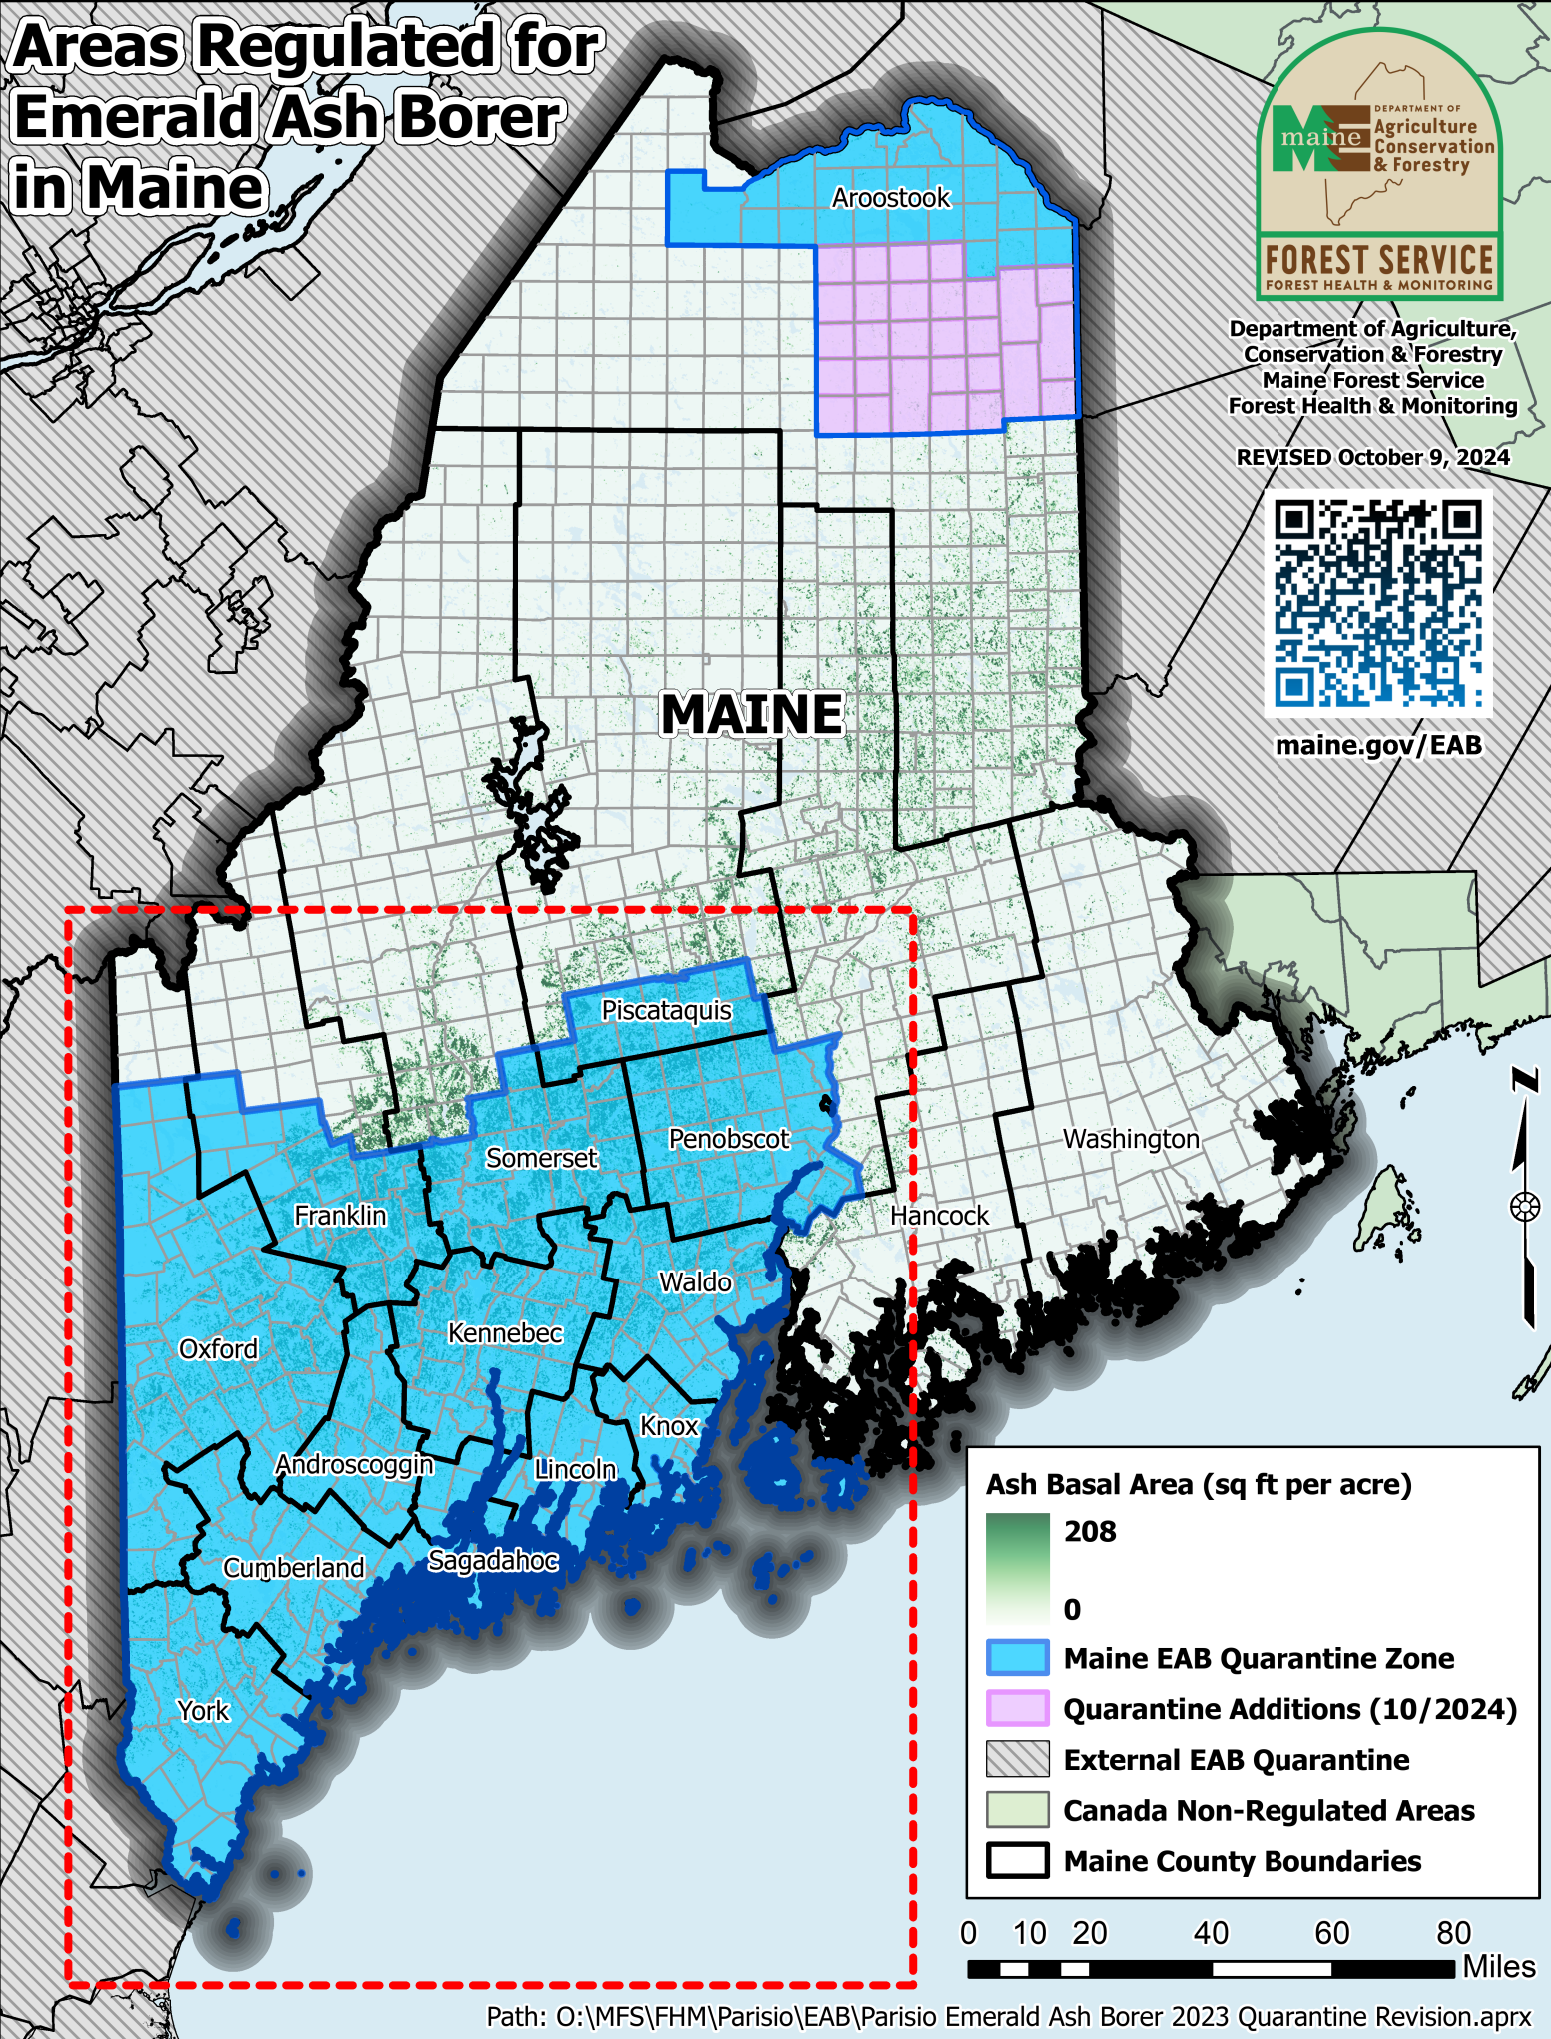 Areas Regulated for
Emerald Ash Borer
in Maine
DEPARTMENT OF
maine
Agriculture
Conservation
& Forestry
FOREST SERVICE
FOREST HEALTH & MONITORING
Department of Agriculture,
Conservation & Forestry
Maine Forest Service
Forest Health & Monitoring
REVISED October 9, 2024
maine.gov/EAB
Aroostook
MAINE
Piscataquis
Penobscot
Somerset
Washington
Franklin
Hancock
Waldo
Kennebec
Oxford
Knox
Androscoggin
Lincoln
Cumberland
Sagadahoc
York
N
Ash Basal Area (sq ft per acre)
208
0
Maine EAB Quarantine Zone
Quarantine Additions (10/2024)
External EAB Quarantine
Canada Non-Regulated Areas
Maine County Boundaries
0 10 20 40 60 80
Miles
Path: O:\MFS\FHM\Parisio\EAB\Parisio Emerald Ash Borer 2023 Quarantine Revision.aprx